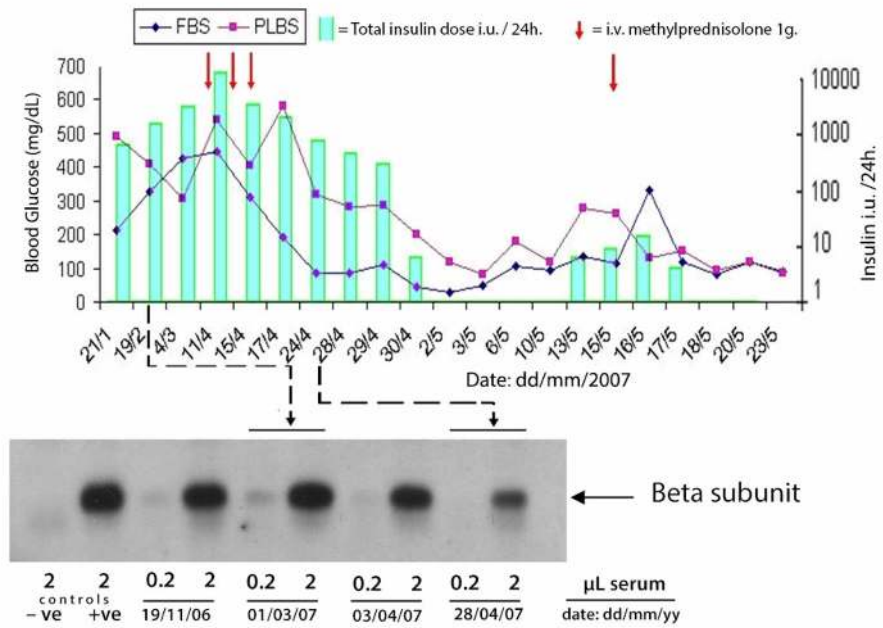 FBS PLBS = Total insulin dose i.u. / 24h. = i.v. methylprednisolone 1g.
Blood Glucose (mg/dL)
700
600
500
400
300
200
100
0
10000
1000
100
10
1
Insulin i.u. /24h.
21/1 19/2 4/3 11/4 15/4 17/4 24/4 28/4 29/4 30/4 2/5 3/5 6/5 10/5 13/5 15/5 16/5 17/5 18/5 20/5 23/5
Date: dd/mm/2007
Beta subunit
2 2 0.2 2 0.2 2 0.2 2 0.2 2 μL serum
controls
– ve +ve 19/11/06 01/03/07 03/04/07 28/04/07 date: dd/mm/yy